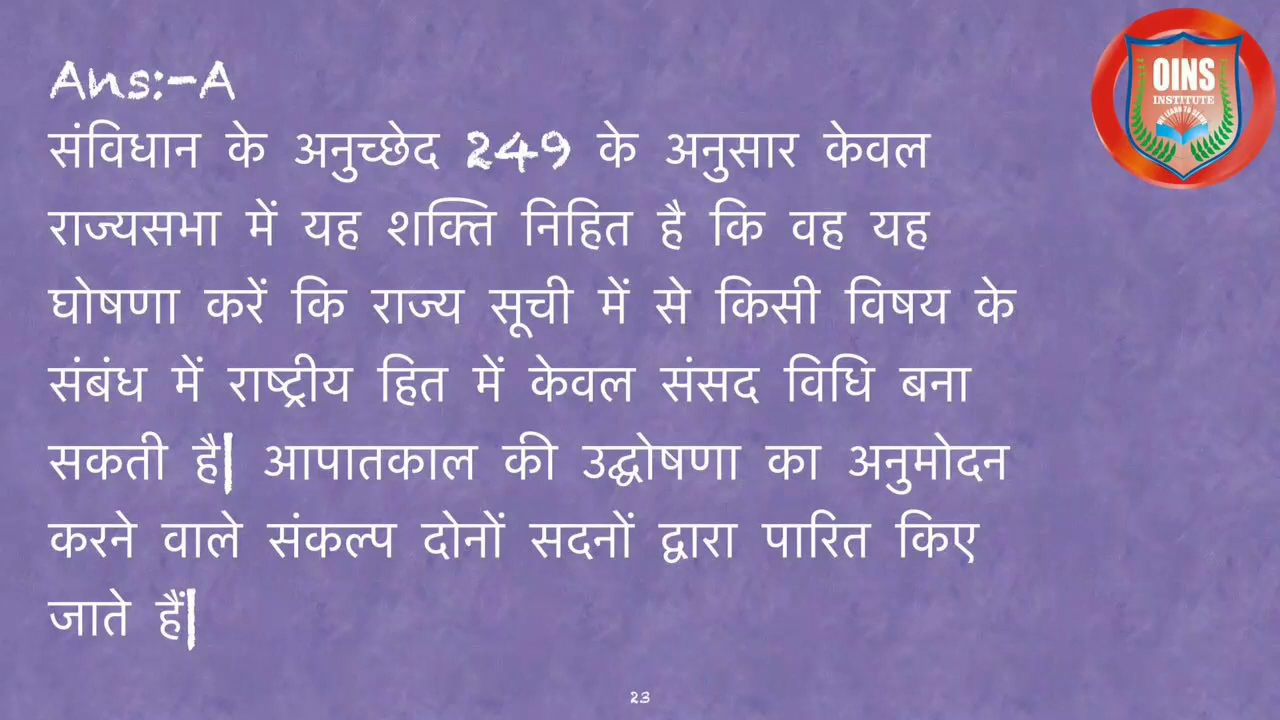 Ans:-A
संविधान के अनुच्छेद 249 के अनुसार केवल
राज्यसभा में यह शक्ति निहित है कि वह यह
घोषणा करें कि राज्य सूची में से किसी विषय के
संबंध में राष्ट्रीय हित में केवल संसद विधि बना
सकती है| आपातकाल की उद्घोषणा का अनुमोदन
करने वाले संकल्प दोनों सदनों द्वारा पारित किए
जाते हैं|
OINS
INSTITUTE
23